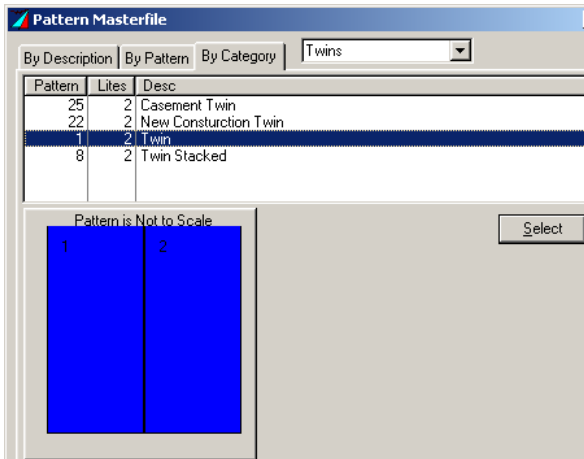 Pattern Masterfile
By Description By Pattern By Category Twins
Pattern Lites Desc
25 2 Casement Twin
22 2 New Consturction Twin
1 2 Twin
8 2 Twin Stacked
Pattern is Not to Scale
Select
1 2